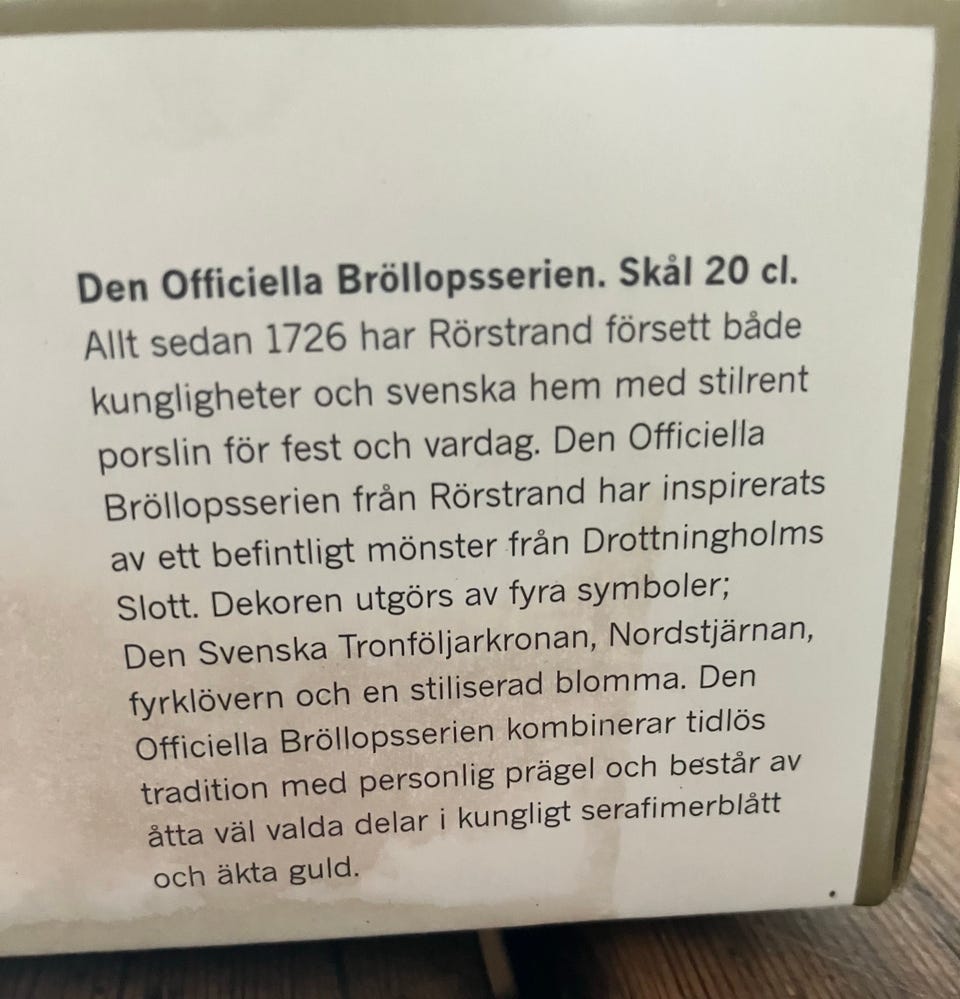 Den Officiella Bröllopsserien. Skål 20 cl.
Allt sedan 1726 har Rörstrand försett både
kungligheter och svenska hem med stilrent
porslin för fest och vardag. Den Officiella
Bröllopsserien från Rörstrand har inspirerats
av ett befintligt mönster från Drottningholms
Slott. Dekoren utgörs av fyra symboler;
Den Svenska Tronföljarkronan, Nordstjärnan,
fyrklövern och en stiliserad blomma. Den
Officiella Bröllopsserien kombinerar tidlös
tradition med personlig prägel och består av
åtta väl valda delar i kungligt serafimerblått
och äkta guld.